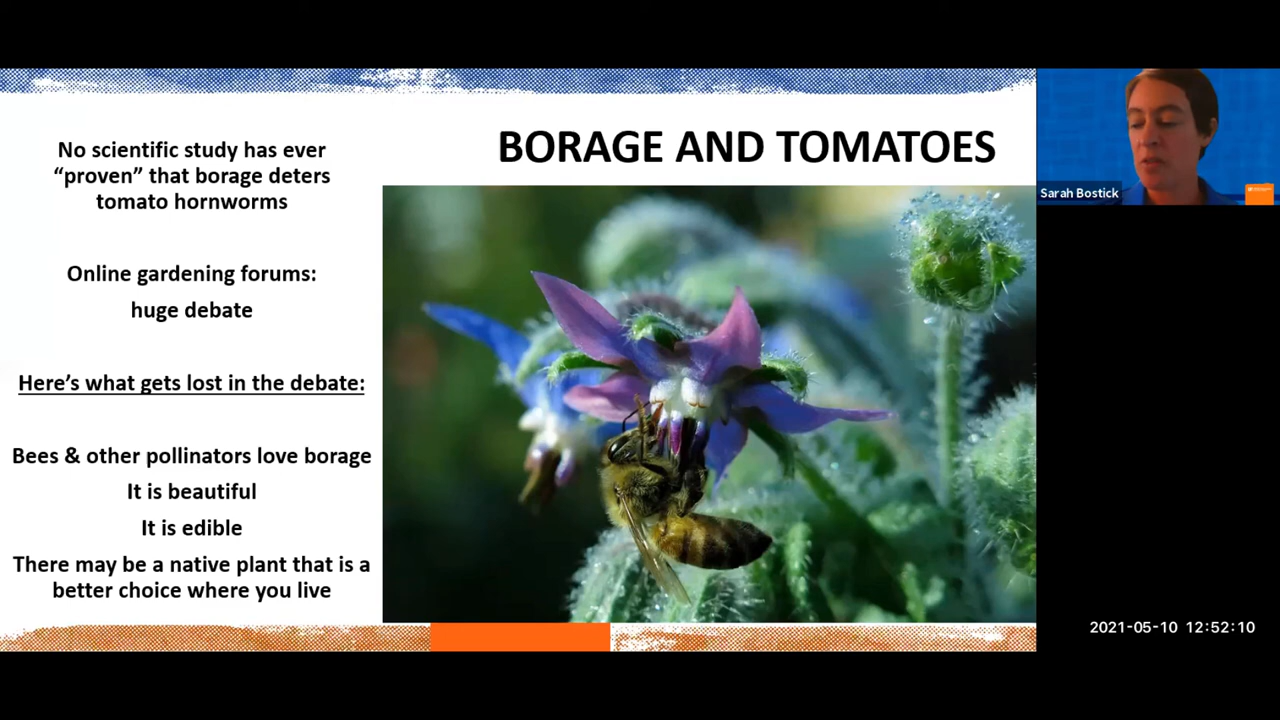 BORAGE AND TOMATOES
No scientific study has ever
“proven” that borage deters
tomato hornworms
Online gardening forums:
huge debate
Here’s what gets lost in the debate:
Bees & other pollinators love borage
It is beautiful
It is edible
There may be a native plant that is a
better choice where you live
Sarah Bostick
2021-05-10 12:52:10